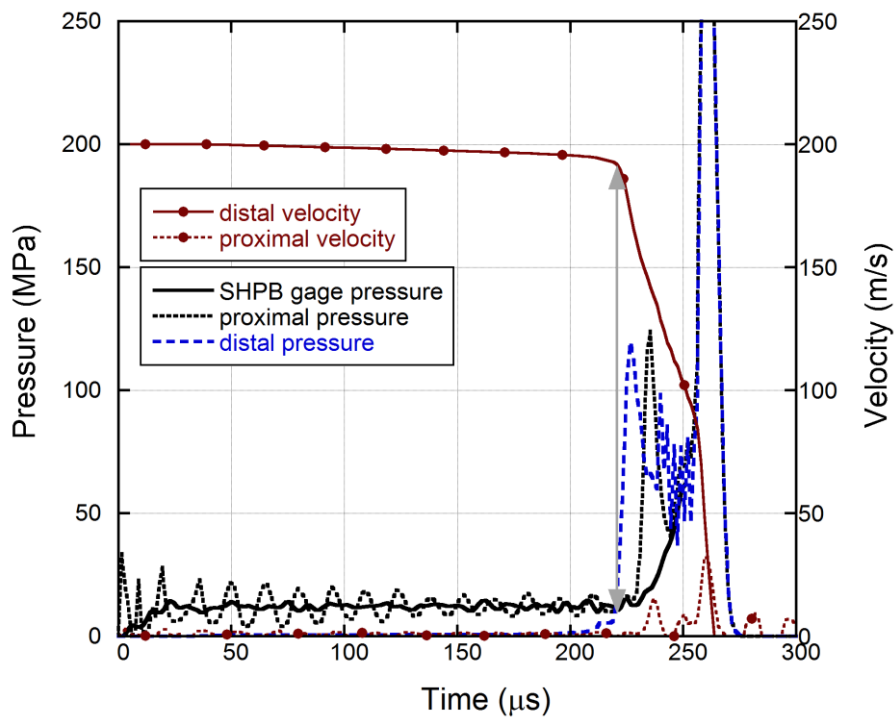 250
200
150
100
50
0
Pressure (MPa)
distal velocity
proximal velocity
SHPB gage pressure
proximal pressure
distal pressure
250
200
150
100
50
0
Velocity (m/s)
0 50 100 150 200 250 300
Time (μs)